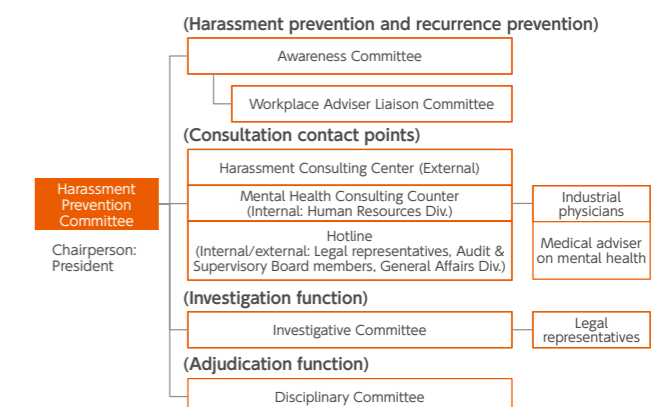 (Harassment prevention and recurrence prevention)
Awareness Committee
Workplace Adviser Liaison Committee
(Consultation contact points)
Harassment Consulting Center (External)
Harassment
Prevention
Committee
Chairperson:
President
Mental Health Consulting Counter
(Internal: Human Resources Div.)
Industrial
physicians
Hotline
(Internal/external: Legal representatives, Audit &
Supervisory Board members, General Affairs Div.)
Medical adviser
on mental health
(Investigation function)
Investigative Committee
Legal
representatives
(Adjudication function)
Disciplinary Committee